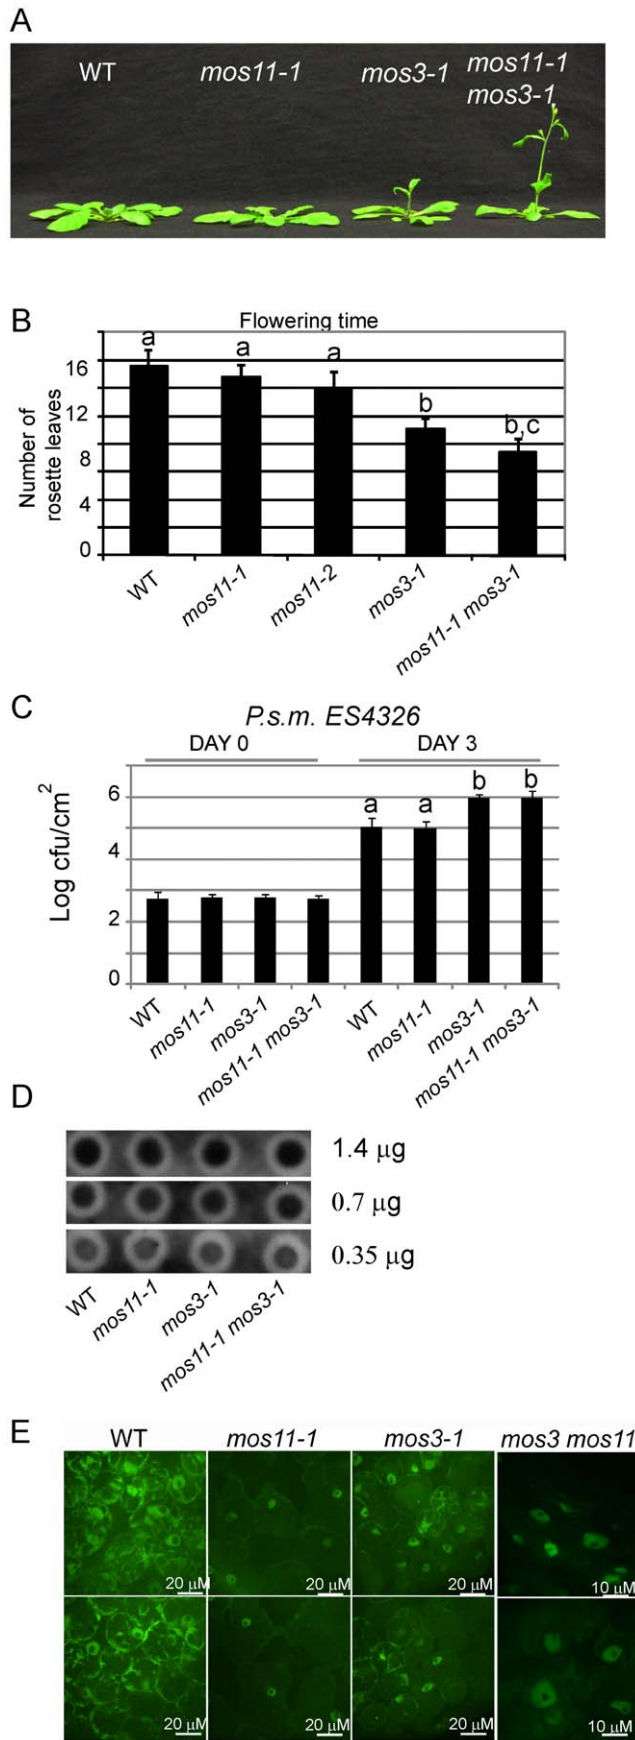 A
WT mos11-1 mos3-1 mos11-1
mos3-1
B
Flowering time
Number of
rosette leaves
16
12
8
4
0
a a a b b,c
WT mos11-1 mos11-2 mos3-1 mos11-1 mos3-1
C
P.s.m. ES4326
DAY 0 DAY 3
Log cfu/cm²
6
4
2
0
a a b b
WT mos11-1 mos3-1 mos11-1 mos3-1 WT mos11-1 mos3-1 mos11-1 mos3-1
D
1.4 μg
0.7 μg
0.35 μg
WT mos11-1 mos3-1 mos11-1 mos3-1
E
WT mos11-1 mos3-1 mos3 mos11
20 μM 20 μM 20 μM 10 μM
20 μM 20 μM 20 μM 10 μM